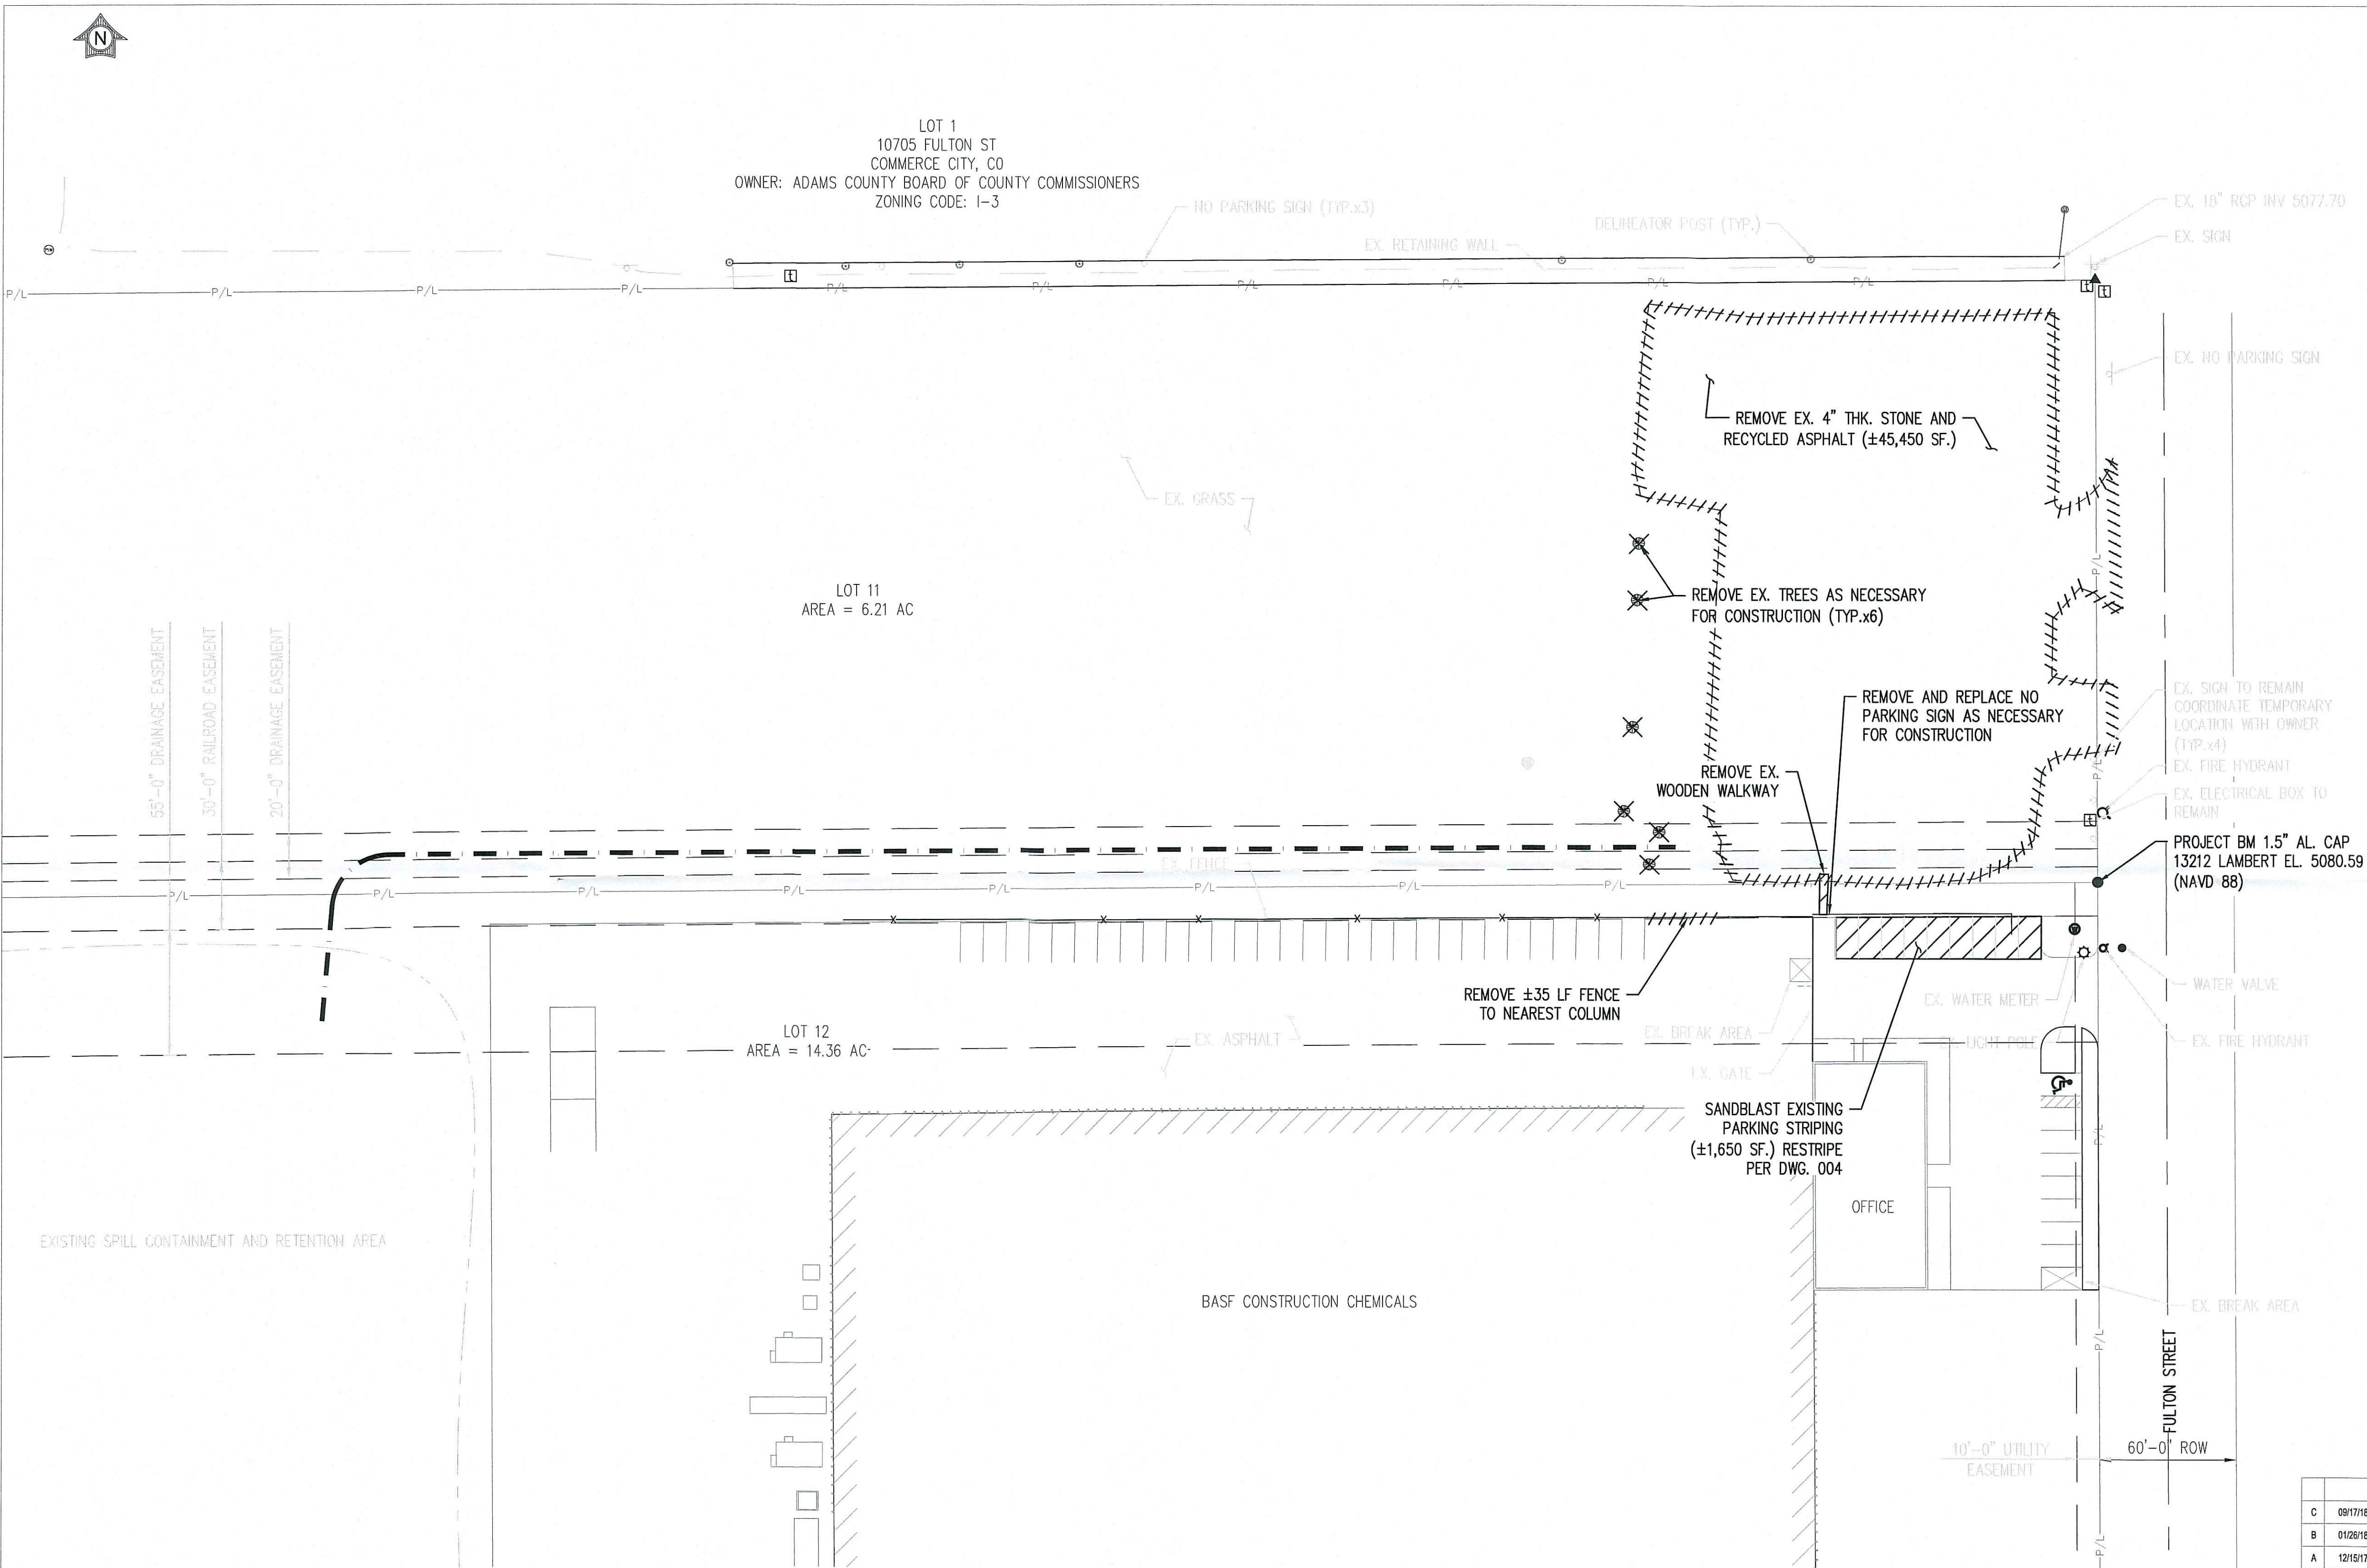 N
LOT 1
10705 FULTON ST
COMMERCE CITY, CO
OWNER: ADAMS COUNTY BOARD OF COUNTY COMMISSIONERS
ZONING CODE: I-3
NO PARKING SIGN (TYP.x3)
DELINEATOR POST (TYP.)
EX. RETAINING WALL
EX. 18" RCP INV 5077.70
EX. SIGN
P/L
P/L
P/L
P/L
P/L
P/L
P/L
P/L
P/L
P/L
EX. NO PARKING SIGN
REMOVE EX. 4" THK. STONE AND
RECYCLED ASPHALT (±45,450 SF.)
EX. GRASS
P/L
LOT 11
AREA = 6.21 AC
REMOVE EX. TREES AS NECESSARY
FOR CONSTRUCTION (TYP.x6)
55'-0" DRAINAGE EASEMENT
30'-0" RAILROAD EASEMENT
20'-0" DRAINAGE EASEMENT
REMOVE AND REPLACE NO
PARKING SIGN AS NECESSARY
FOR CONSTRUCTION
EX. SIGN TO REMAIN
COORDINATE TEMPORARY
LOCATION WITH OWNER
(TYP.x4)
EX. FIRE HYDRANT
EX. ELECTRICAL BOX TO
REMAIN
P/L
REMOVE EX.
WOODEN WALKWAY
PROJECT BM 1.5" AL. CAP
13212 LAMBERT EL. 5080.59
(NAVD 88)
EX. FENCE
P/L
P/L
P/L
P/L
P/L
P/L
P/L
P/L
REMOVE ±35 LF FENCE
TO NEAREST COLUMN
WATER VALVE
EX. WATER METER
EX. BREAK AREA
EX. LIGHT POLE
EX. FIRE HYDRANT
LOT 12
AREA = 14.36 AC
EX. ASPHALT
EX. GATE
SANDBLAST EXISTING
PARKING STRIPING
(±1,650 SF.) RESTRIPE
PER DWG. 004
P/L
OFFICE
EXISTING SPILL CONTAINMENT AND RETENTION AREA
BASF CONSTRUCTION CHEMICALS
EX. BREAK AREA
P/L
FULTON STREET
10'-0" UTILITY
EASEMENT
60'-0" ROW
P/L
C 09/17/18
B 01/26/18
A 12/15/17